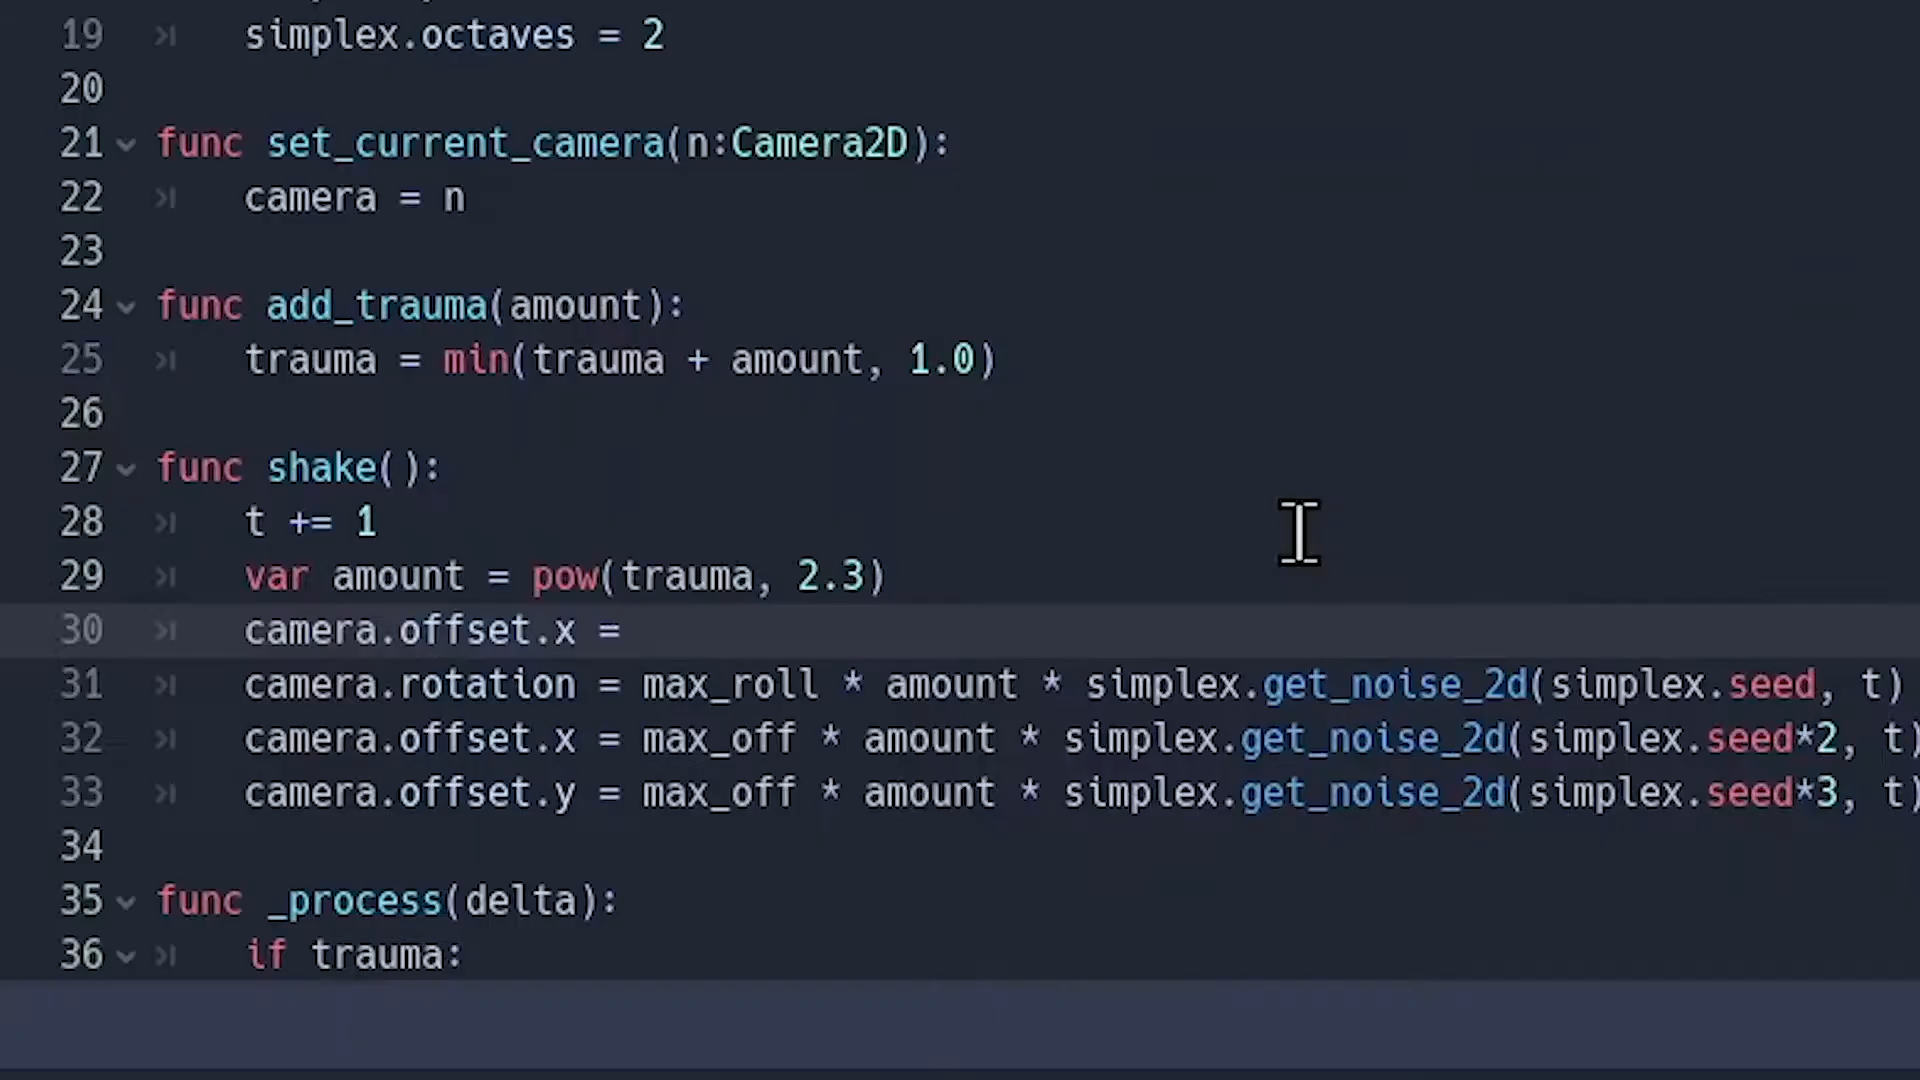 19 simplex.octaves = 2
20
21 func set_current_camera(n:Camera2D):
22 camera = n
23
24 func add_trauma(amount):
25 trauma = min(trauma + amount, 1.0)
26
27 func shake():
28 t += 1
29 var amount = pow(trauma, 2.3)
30 camera.offset.x =
31 camera.rotation = max_roll * amount * simplex.get_noise_2d(simplex.seed, t)
32 camera.offset.x = max_off * amount * simplex.get_noise_2d(simplex.seed*2, t)
33 camera.offset.y = max_off * amount * simplex.get_noise_2d(simplex.seed*3, t)
34
35 func _process(delta):
36 if trauma: